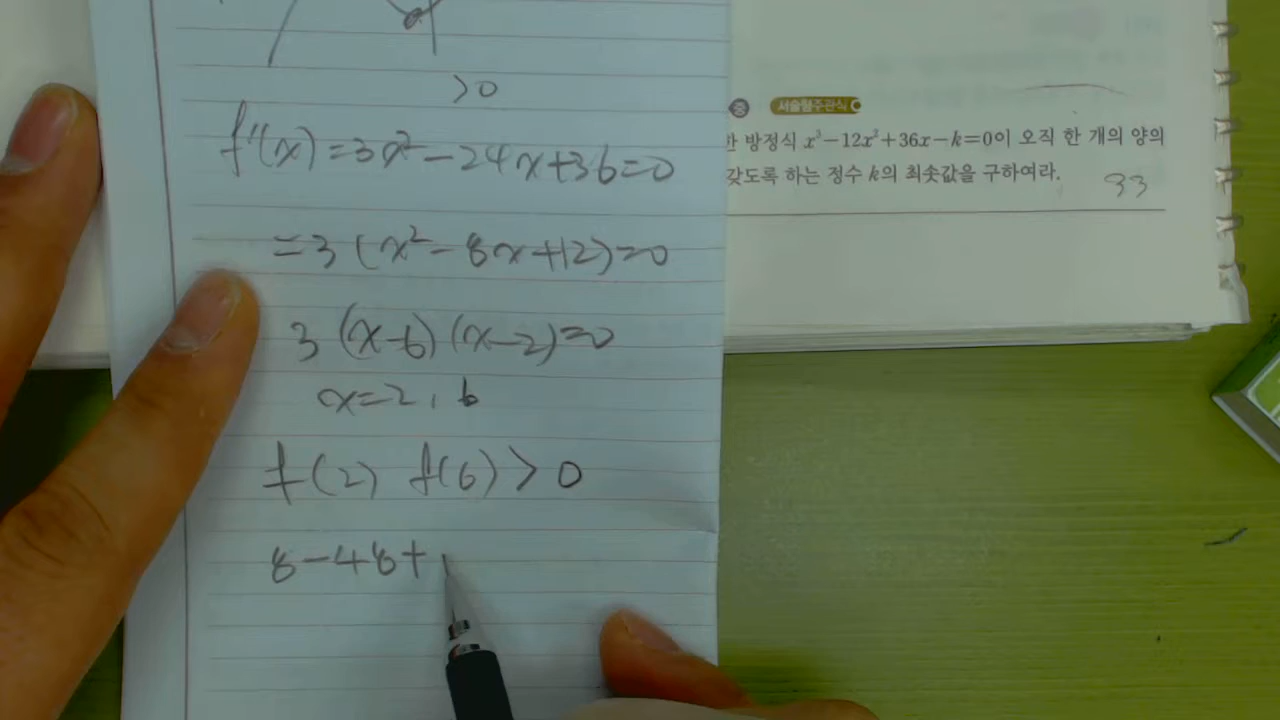 >0
f'(x)=3x²-24x+36=0
=3(x²-8x+12)=0
3(x-6)(x-2)=0
x=2, 6
f(2) f(6)>0
8-48+
서술형주관식
방정식 x³-12x²+36x-k=0이 오직 한 개의 양의
갖도록 하는 정수 k의 최솟값을 구하여라.
33